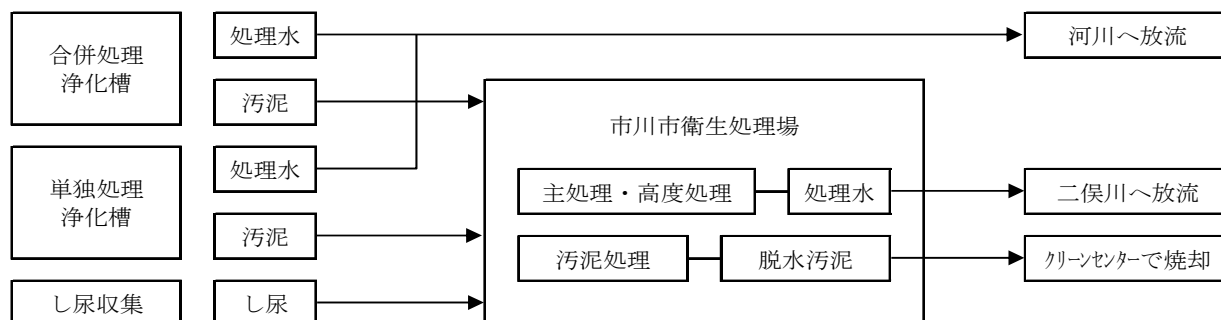 合併処理
浄化槽
処理水
汚泥
河川へ放流
市川市衛生処理場
単独処理
浄化槽
処理水
汚泥
主処理・高度処理
処理水
二俣川へ放流
汚泥処理
脱水汚泥
クリーンセンターで焼却
し尿収集
し尿